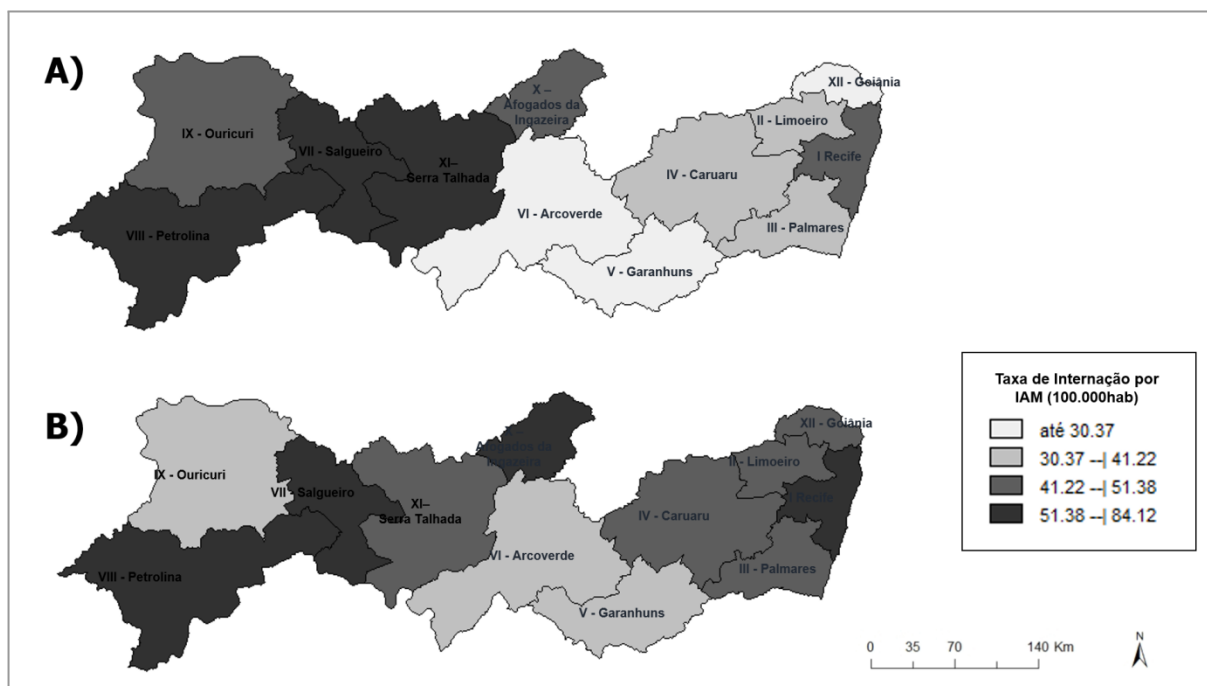 A)
XII - Goiânia
X –
Afogados da
Ingazeira
II - Limoeiro
IX - Ouricuri
VII - Salgueiro
I Recife
XI–
Serra Talhada
IV - Caruaru
VI - Arcoverde
III - Palmares
VIII - Petrolina
V - Garanhuns
B)
Taxa de Internação por
IAM (100.000hab)
até 30.37
30.37 --| 41.22
41.22 --| 51.38
51.38 --| 84.12
XII - Goiânia
X –
Afogados da
Ingazeira
II - Limoeiro
IX - Ouricuri
VII - Salgueiro
I Recife
XI–
Serra Talhada
IV - Caruaru
VI - Arcoverde
III - Palmares
VIII - Petrolina
V - Garanhuns
0 35 70 140 Km
N